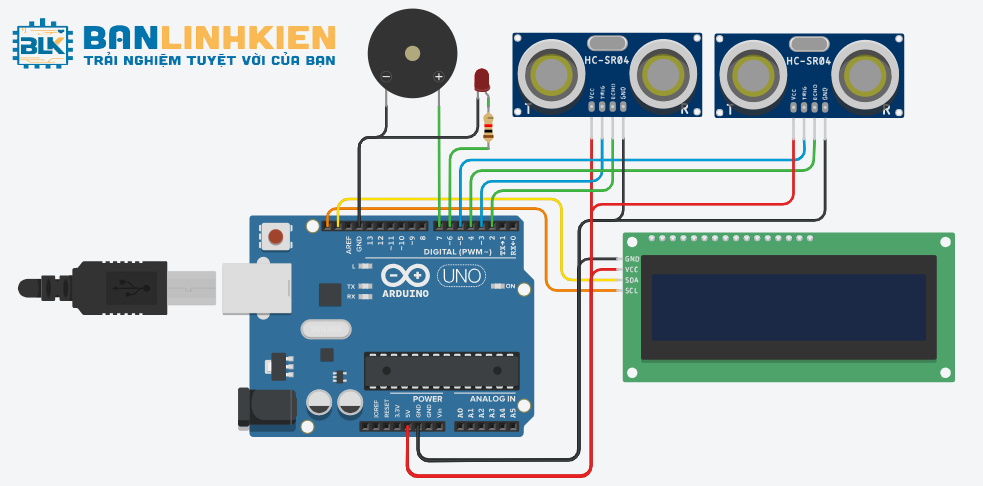 BLK
BANLINHKIEN
TRẢI NGHIỆM TUYỆT VỜI CỦA BẠN
HC-SR04
VCC
TRIG
ECHO
GND
T
R
HC-SR04
VCC
TRIG
ECHO
GND
T
R
AREF
GND
13
12
~11
~10
~9
8
7
~6
~5
4
~3
2
TX→1
RX←0
DIGITAL (PWM~)
L
TX
RX
UNO
ARDUINO
ON
GND
VCC
SDA
SCL
POWER
ANALOG IN
IOREF
RESET
3.3V
5V
GND
GND
Vin
A0
A1
A2
A3
A4
A5